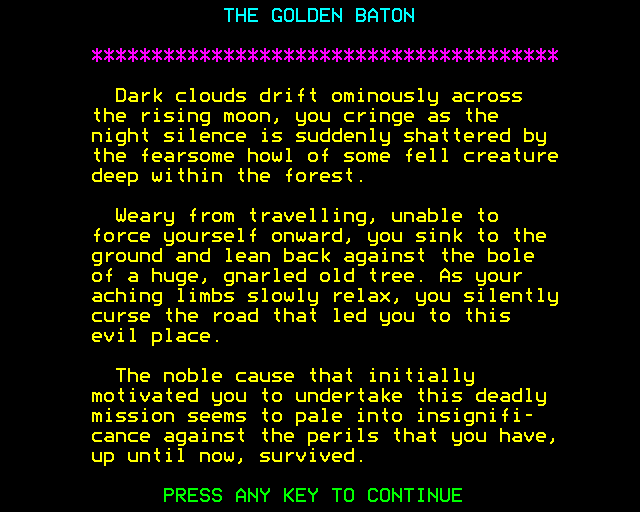 THE GOLDEN BATON
***************************************
Dark clouds drift ominously across
the rising moon, you cringe as the
night silence is suddenly shattered by
the fearsome howl of some fell creature
deep within the forest.
Weary from travelling, unable to
force yourself onward, you sink to the
ground and lean back against the bole
of a huge, gnarled old tree. As your
aching limbs slowly relax, you silently
curse the road that led you to this
evil place.
The noble cause that initially
motivated you to undertake this deadly
mission seems to pale into insignifi-
cance against the perils that you have,
up until now, survived.
PRESS ANY KEY TO CONTINUE